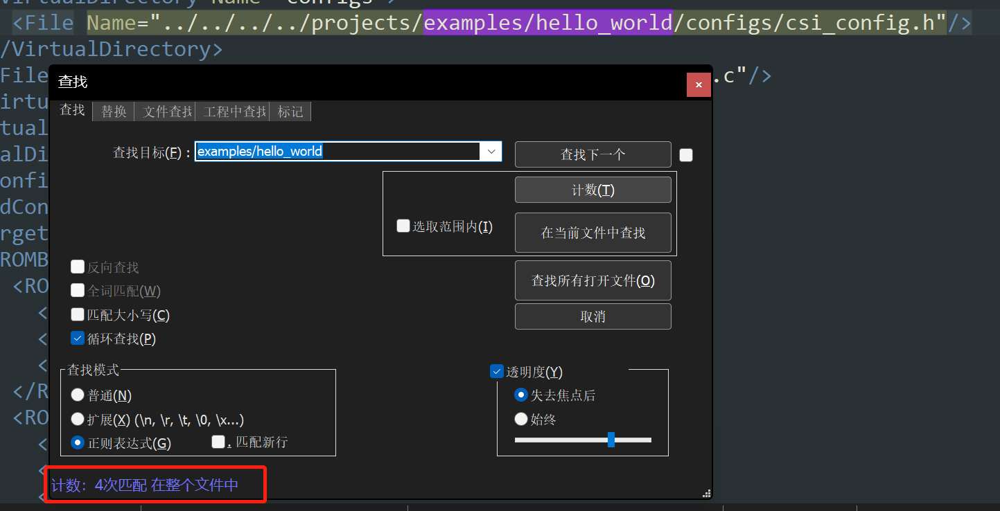 VirtualDirectory Name="configs">
<File Name="../../../../projects/examples/hello_world/configs/csi_config.h"/>
/VirtualDirectory>
File
.c"/>
查找
irtu
查找 替换 文件查找 工程中查找 标记
tual
查找目标(F) : examples/hello_world 查找下一个
alDi
onfi
计数(T)
dCon
选取范围内(I) 在当前文件中查找
rget
ROMB
反向查找
<RO
查找所有打开文件(O)
全词匹配(W)
<
匹配大小写(C) 取消
<
循环查找(P)
<
查找模式 透明度(Y)
</R
普通(N) 失去焦点后
<RO
扩展(X) (\n, \r, \t, \0, \x...) 始终
<
正则表达式(G) . 匹配新行
<
计数：4次匹配 在整个文件中
<